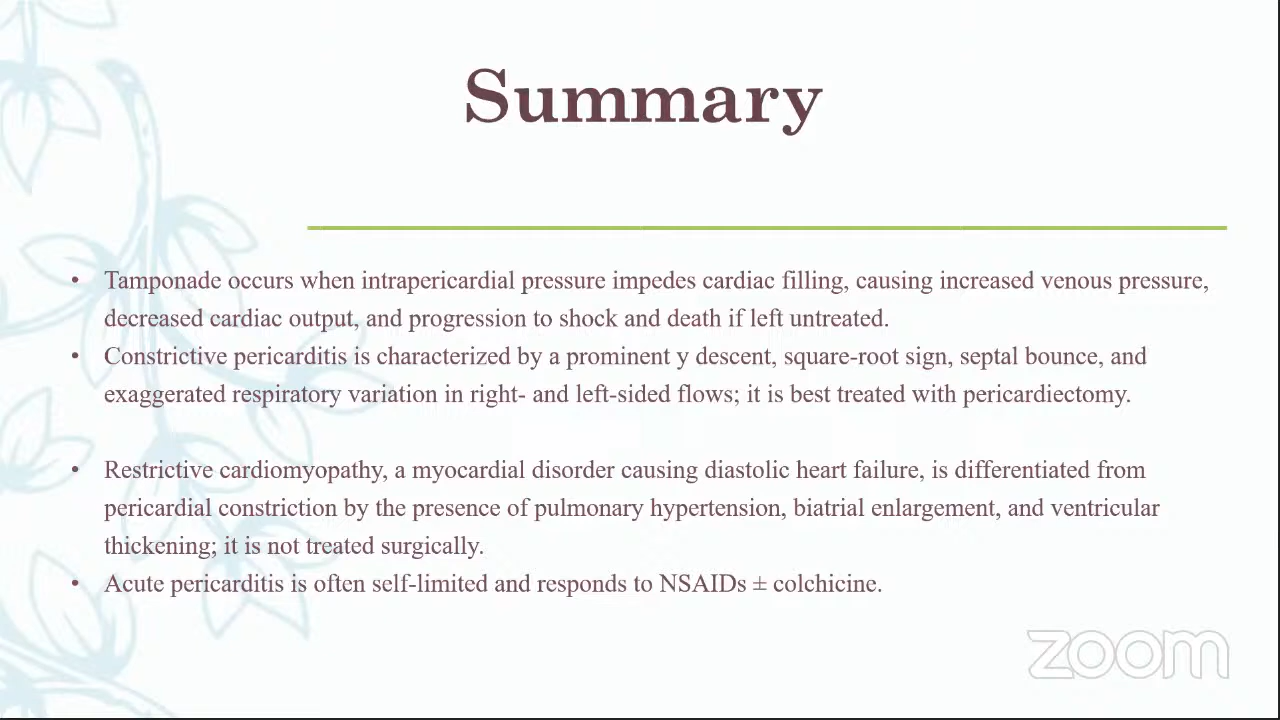 Summary
• Tamponade occurs when intrapericardial pressure impedes cardiac filling, causing increased venous pressure,
decreased cardiac output, and progression to shock and death if left untreated.
• Constrictive pericarditis is characterized by a prominent y descent, square-root sign, septal bounce, and
exaggerated respiratory variation in right- and left-sided flows; it is best treated with pericardiectomy.
• Restrictive cardiomyopathy, a myocardial disorder causing diastolic heart failure, is differentiated from
pericardial constriction by the presence of pulmonary hypertension, biatrial enlargement, and ventricular
thickening; it is not treated surgically.
• Acute pericarditis is often self-limited and responds to NSAIDs ± colchicine.
zoom